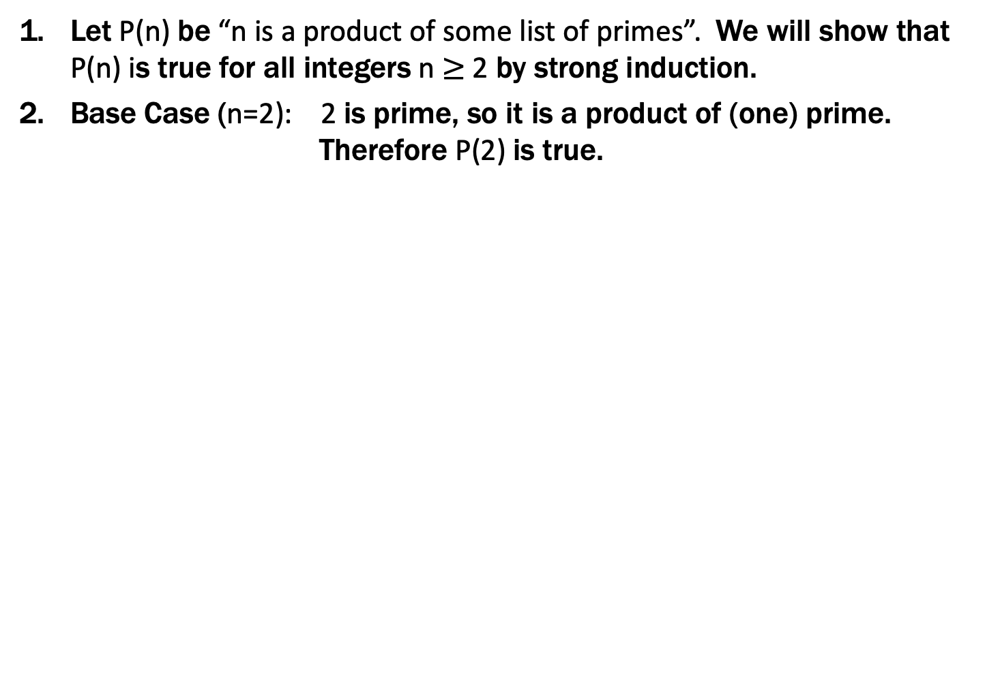 1. Let P(n) be “n is a product of some list of primes”. We will show that
P(n) is true for all integers n ≥ 2 by strong induction.
2. Base Case (n=2): 2 is prime, so it is a product of (one) prime.
Therefore P(2) is true.